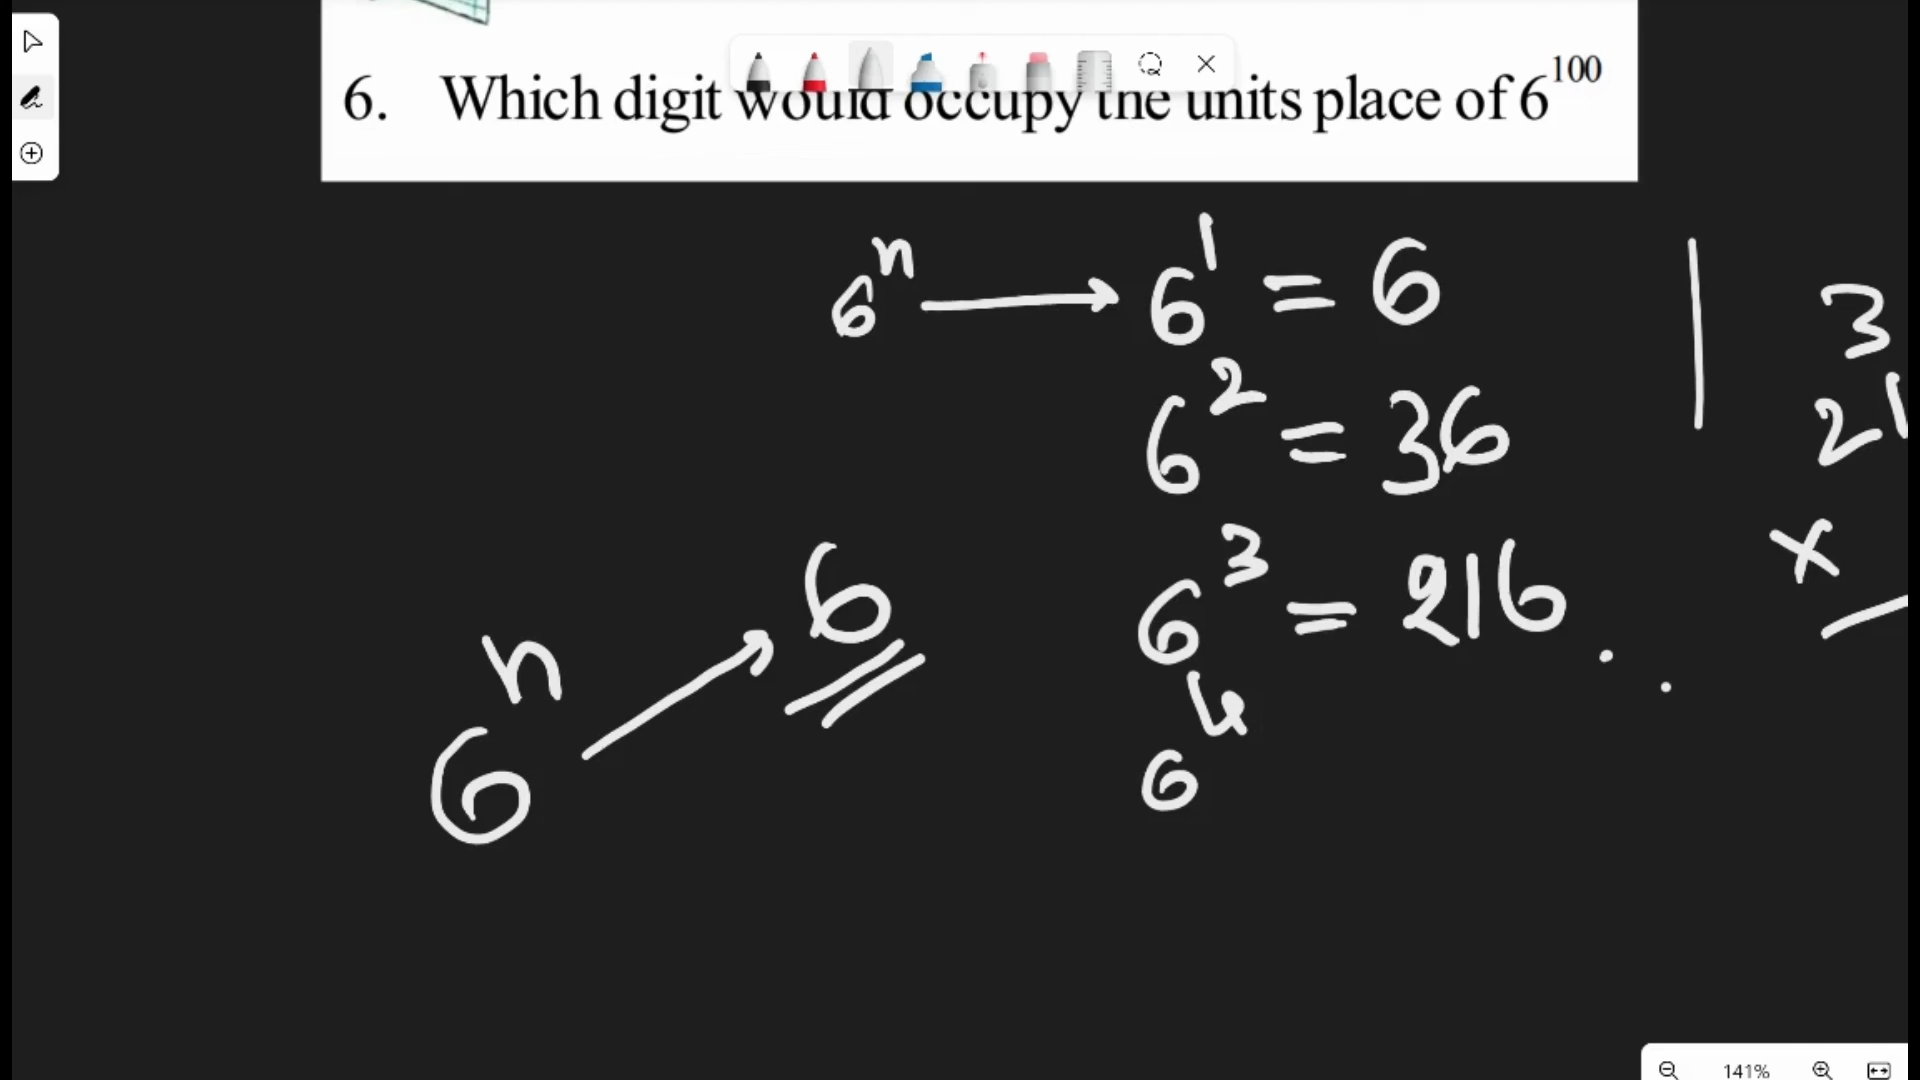 6. Which digit would occupy the units place of 6^100
6^n → 6^1 = 6
3
6^2 = 36
21
6^3 = 216 . .
×
6^n → 6
6^4
141%